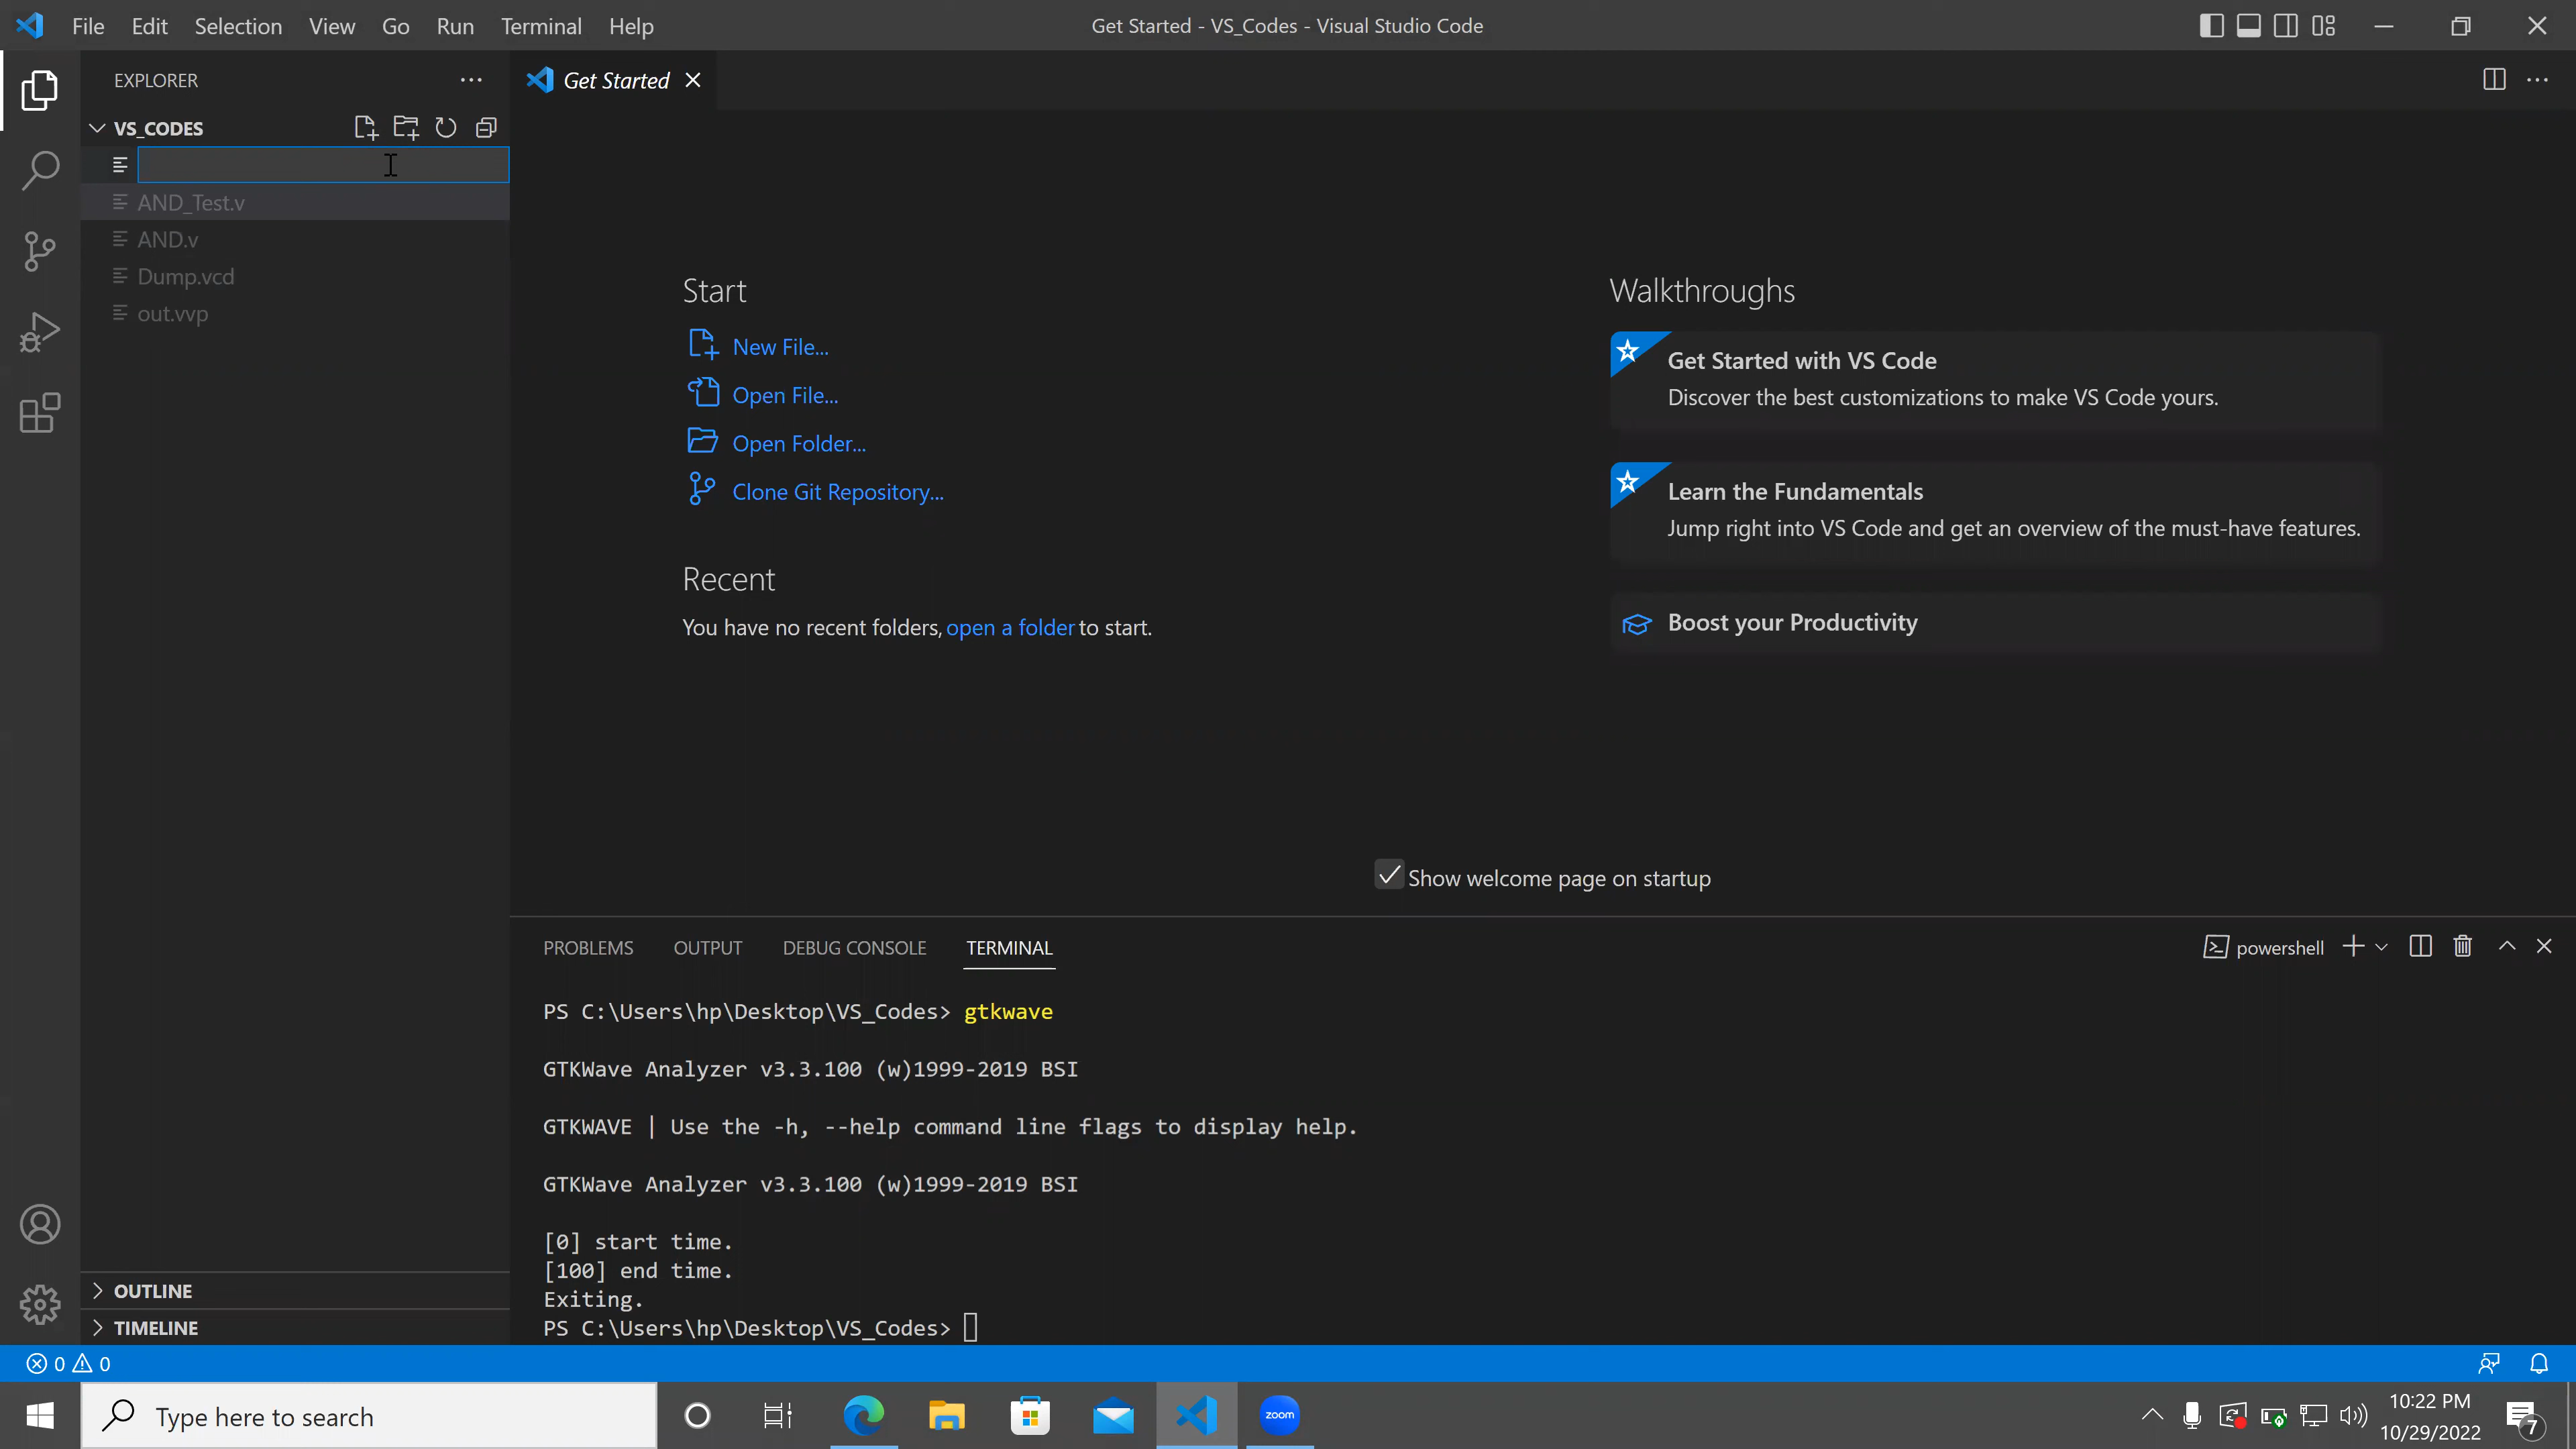 File Edit Selection View Go Run Terminal Help
Get Started - VS_Codes - Visual Studio Code
EXPLORER
Get Started
VS_CODES
AND_Test.v
AND.v
Dump.vcd
out.vvp
Start
New File...
Open File...
Open Folder...
Clone Git Repository...
Recent
You have no recent folders, open a folder to start.
Walkthroughs
Get Started with VS Code
Discover the best customizations to make VS Code yours.
Learn the Fundamentals
Jump right into VS Code and get an overview of the must-have features.
Boost your Productivity
Show welcome page on startup
PROBLEMS OUTPUT DEBUG CONSOLE TERMINAL
powershell
PS C:\Users\hp\Desktop\VS_Codes> gtkwave
GTKWave Analyzer v3.3.100 (w)1999-2019 BSI
GTKWAVE | Use the -h, --help command line flags to display help.
GTKWave Analyzer v3.3.100 (w)1999-2019 BSI
[0] start time.
[100] end time.
Exiting.
PS C:\Users\hp\Desktop\VS_Codes>
OUTLINE
TIMELINE
0 0
Type here to search
zoom
10:22 PM
10/29/2022
7